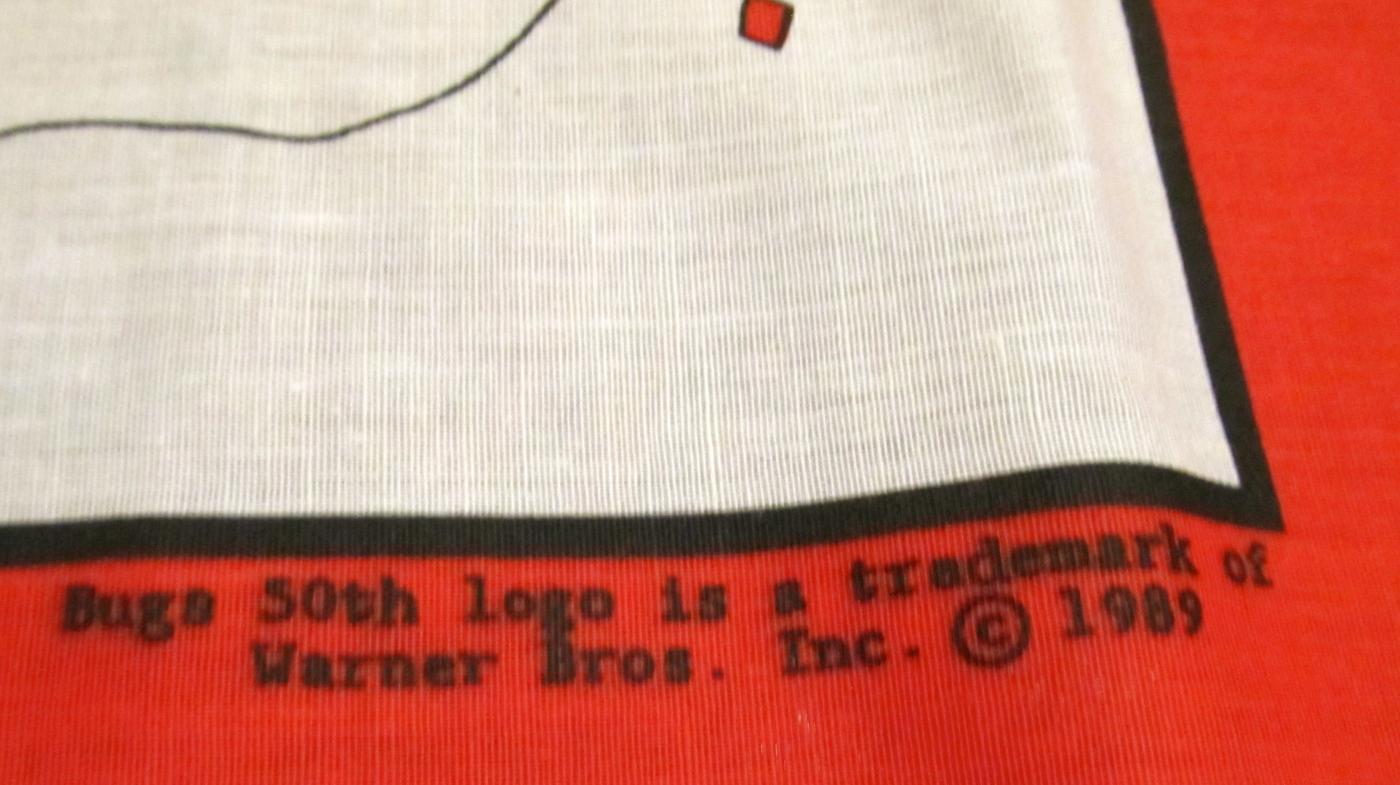 Bugs 50th logo is a trademark of
Warner Bros. Inc. © 1989